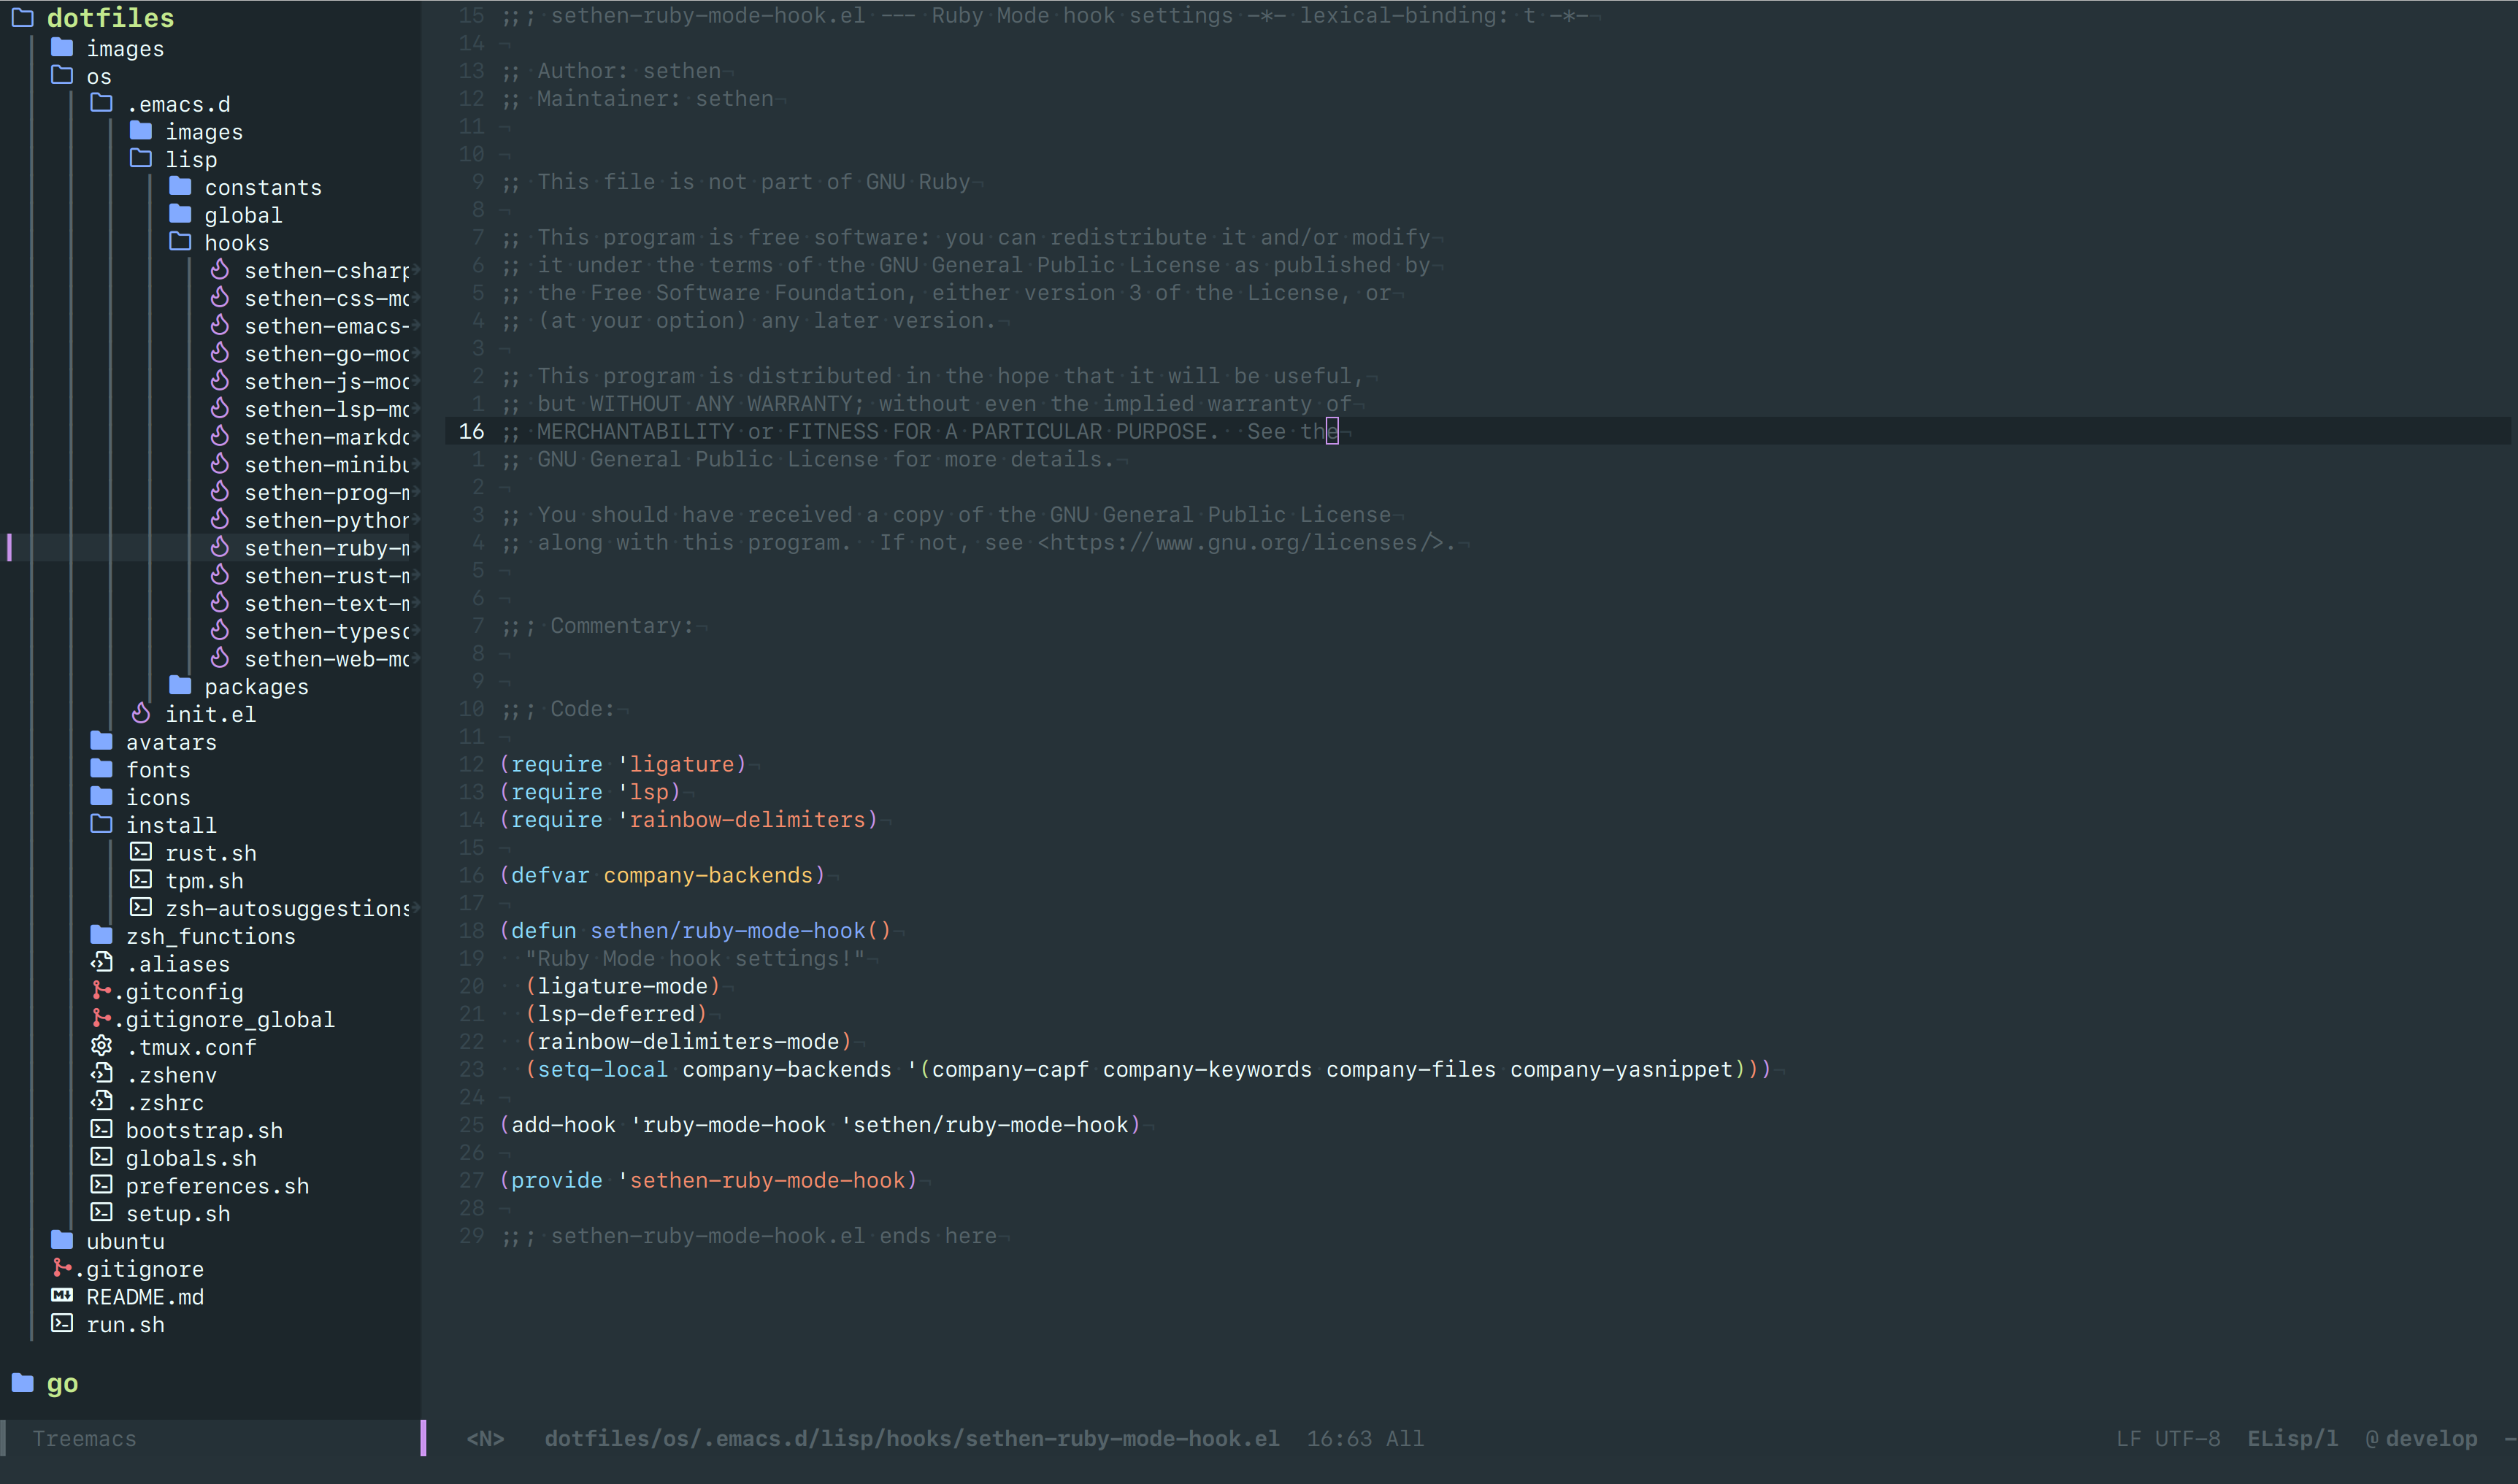 dotfiles
images
os
.emacs.d
images
lisp
constants
global
hooks
sethen-csharp
sethen-css-mo
sethen-emacs-
sethen-go-mod
sethen-js-mod
sethen-lsp-mo
sethen-markdo
sethen-minibu
sethen-prog-m
sethen-python
sethen-ruby-m
sethen-rust-m
sethen-text-m
sethen-typesc
sethen-web-mo
packages
init.el
avatars
fonts
icons
install
rust.sh
tpm.sh
zsh-autosuggestions
zsh_functions
.aliases
.gitconfig
.gitignore_global
.tmux.conf
.zshenv
.zshrc
bootstrap.sh
globals.sh
preferences.sh
setup.sh
ubuntu
.gitignore
README.md
run.sh
go
Treemacs
15 ;;; sethen-ruby-mode-hook.el --- Ruby Mode hook settings -*- lexical-binding: t -*-¬
14 ¬
13 ;; Author: sethen¬
12 ;; Maintainer: sethen¬
11 ¬
10 ¬
9 ;; This file is not part of GNU Ruby¬
8 ¬
7 ;; This program is free software: you can redistribute it and/or modify¬
6 ;; it under the terms of the GNU General Public License as published by¬
5 ;; the Free Software Foundation, either version 3 of the License, or¬
4 ;; (at your option) any later version.¬
3 ¬
2 ;; This program is distributed in the hope that it will be useful,¬
1 ;; but WITHOUT ANY WARRANTY; without even the implied warranty of¬
16 ;; MERCHANTABILITY or FITNESS FOR A PARTICULAR PURPOSE.  See the¬
1 ;; GNU General Public License for more details.¬
2 ¬
3 ;; You should have received a copy of the GNU General Public License¬
4 ;; along with this program.  If not, see <https://www.gnu.org/licenses/>.¬
5 ¬
6 ¬
7 ;;; Commentary:¬
8 ¬
9 ¬
10 ;;; Code:¬
11 ¬
12 (require 'ligature)¬
13 (require 'lsp)¬
14 (require 'rainbow-delimiters)¬
15 ¬
16 (defvar company-backends)¬
17 ¬
18 (defun sethen/ruby-mode-hook()¬
19   "Ruby Mode hook settings!"¬
20   (ligature-mode)¬
21   (lsp-deferred)¬
22   (rainbow-delimiters-mode)¬
23   (setq-local company-backends '(company-capf company-keywords company-files company-yasnippet)))¬
24 ¬
25 (add-hook 'ruby-mode-hook 'sethen/ruby-mode-hook)¬
26 ¬
27 (provide 'sethen-ruby-mode-hook)¬
28 ¬
29 ;;; sethen-ruby-mode-hook.el ends here¬
<N> dotfiles/os/.emacs.d/lisp/hooks/sethen-ruby-mode-hook.el 16:63 All LF UTF-8 ELisp/l @ develop –